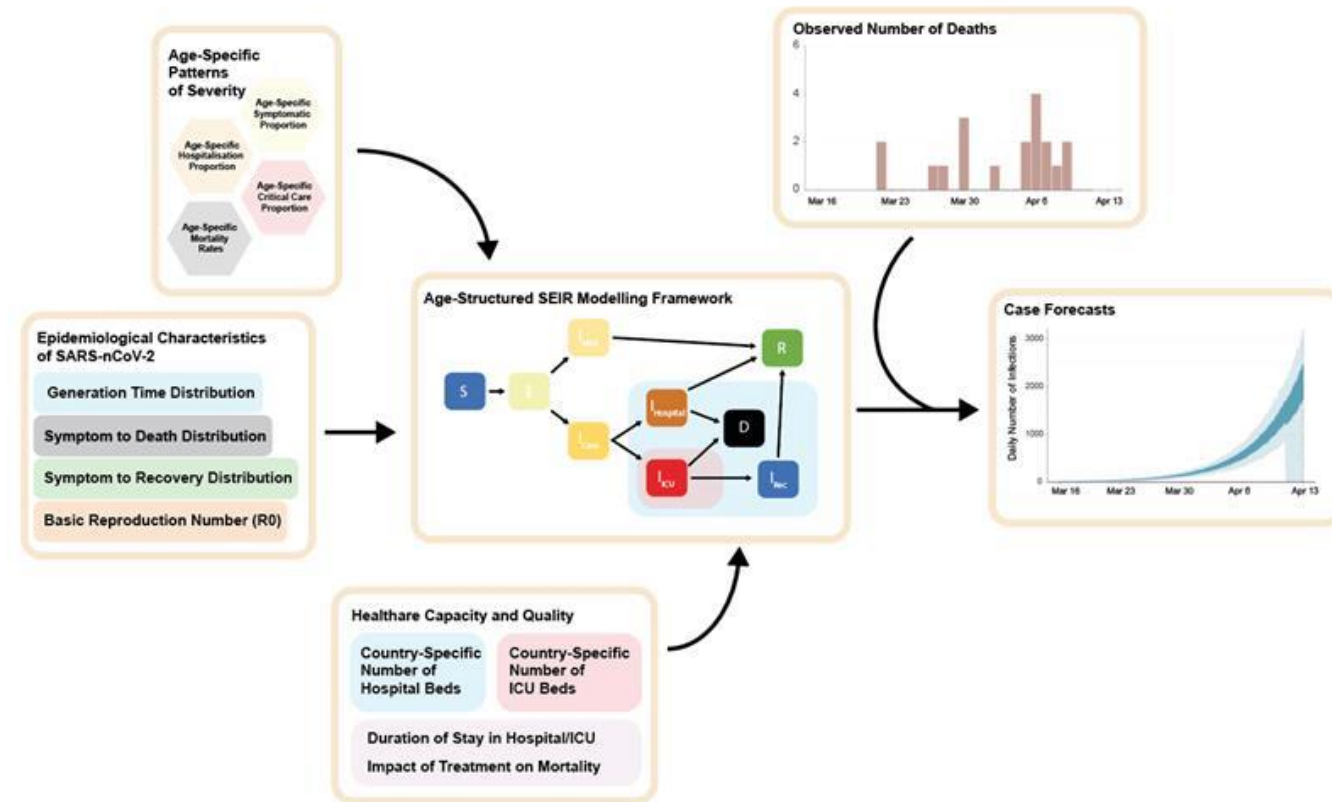 Age-Specific
Patterns
of Severity
Age-Specific
Symptomatic
Proportion
Age-Specific
Hospitalisation
Proportion
Age-Specific
Critical Care
Proportion
Age-Specific
Mortality
Rates
Observed Number of Deaths
6
4
2
0
Mar 16
Mar 23
Mar 30
Apr 6
Apr 13
Epidemiological Characteristics
of SARS-nCoV-2
Generation Time Distribution
Symptom to Death Distribution
Symptom to Recovery Distribution
Basic Reproduction Number (R0)
Age-Structured SEIR Modelling Framework
S
E
I
I
I Hospital
I ICU
D
R
I Rec
Case Forecasts
Daily Number of Infections
3000
2000
1000
0
Mar 16
Mar 23
Mar 30
Apr 6
Apr 13
Healthare Capacity and Quality
Country-Specific
Number of
Hospital Beds
Country-Specific
Number of
ICU Beds
Duration of Stay in Hospital/ICU
Impact of Treatment on Mortality